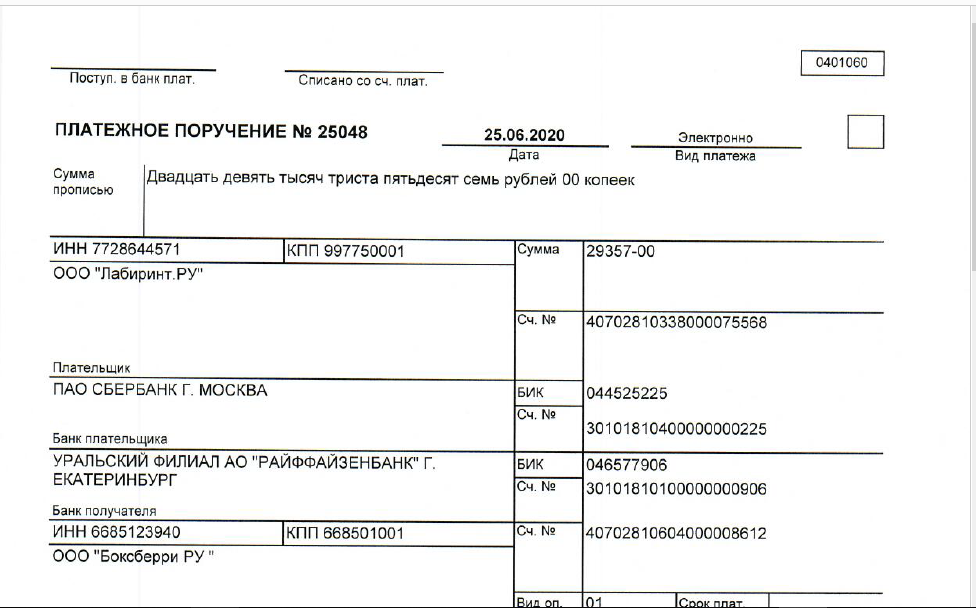 0401060
Поступ. в банк плат.
Списано со сч. плат.
ПЛАТЕЖНОЕ ПОРУЧЕНИЕ № 25048
25.06.2020
Электронно
Дата
Вид платежа
Сумма прописью
Двадцать девять тысяч триста пятьдесят семь рублей 00 копеек
ИНН 7728644571
КПП 997750001
Сумма
29357-00
ООО "Лабиринт.РУ"
Сч. №
40702810338000075568
Плательщик
ПАО СБЕРБАНК Г. МОСКВА
БИК
044525225
Сч. №
30101810400000000225
Банк плательщика
УРАЛЬСКИЙ ФИЛИАЛ АО "РАЙФФАЙЗЕНБАНК" Г.
ЕКАТЕРИНБУРГ
БИК
046577906
Сч. №
30101810100000000906
Банк получателя
ИНН 6685123940
КПП 668501001
Сч. №
40702810604000008612
ООО "Боксберри РУ "
Вид оп.
01
Срок плат.